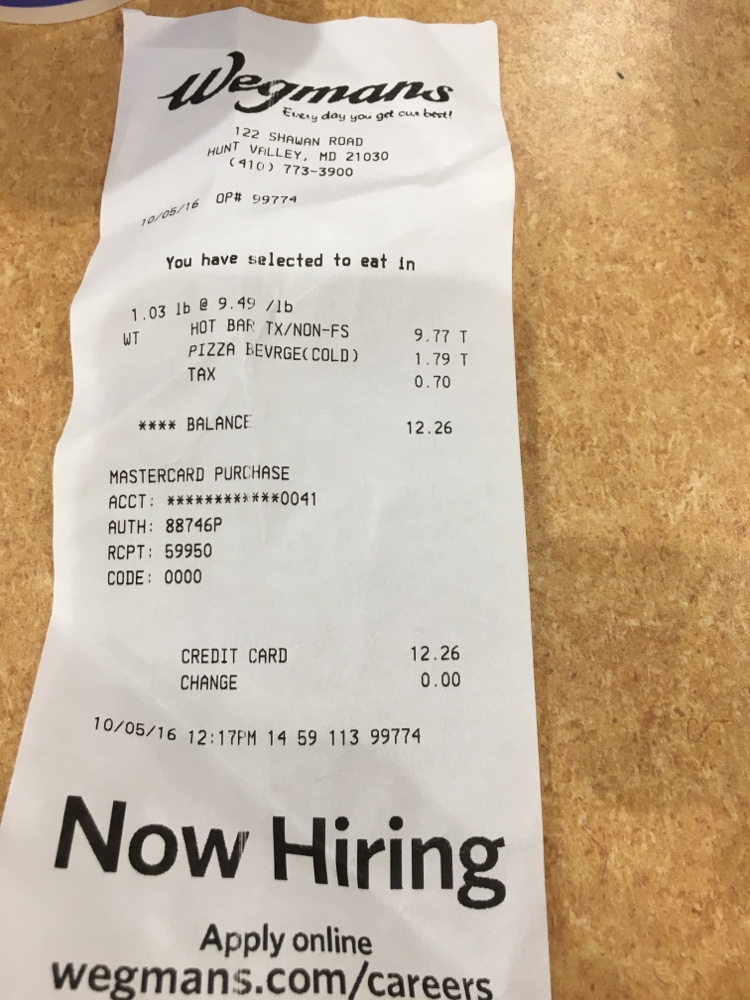 Wegmans
Every day you get our best!
122 SHAWAN ROAD
HUNT VALLEY, MD 21030
(410) 773-3900
10/05/16 OP# 99774
You have selected to eat in
1.03 lb @ 9.49 /lb
WT HOT BAR TX/NON-FS 9.77 T
PIZZA BEVRGE(COLD) 1.79 T
TAX 0.70
**** BALANCE 12.26
MASTERCARD PURCHASE
ACCT: ************0041
AUTH: 88746P
RCPT: 59950
CODE: 0000
CREDIT CARD 12.26
CHANGE 0.00
10/05/16 12:17PM 14 59 113 99774
Now Hiring
Apply online
wegmans.com/careers